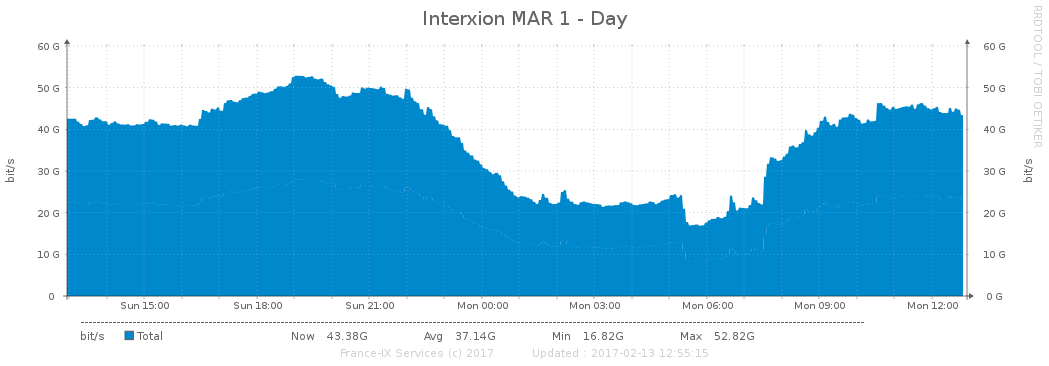 Interxion MAR 1 - Day
RRDTOOL / TOBI OETIKER
60 G 60 G
50 G 50 G
40 G 40 G
30 G 30 G
20 G 20 G
10 G 10 G
0 0 G
bit/s bit/s
Sun 15:00 Sun 18:00 Sun 21:00 Mon 00:00 Mon 03:00 Mon 06:00 Mon 09:00 Mon 12:00
bit/s Total Now 43.38G Avg 37.14G Min 16.82G Max 52.82G
France-IX Services (c) 2017 Updated : 2017-02-13 12:55:15